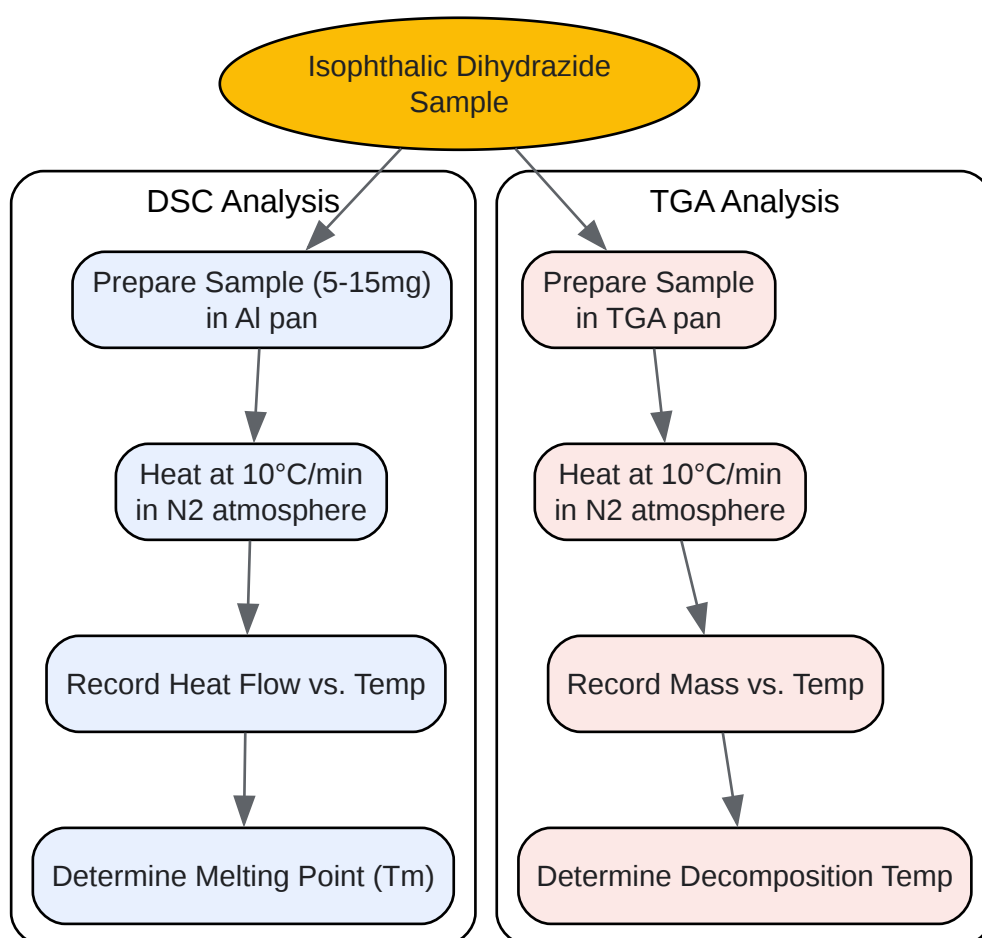 Isophthalic Dihydrazide
Sample
DSC Analysis
Prepare Sample (5-15mg)
in Al pan
Heat at 10°C/min
in N2 atmosphere
Record Heat Flow vs. Temp
Determine Melting Point (Tm)
TGA Analysis
Prepare Sample
in TGA pan
Heat at 10°C/min
in N2 atmosphere
Record Mass vs. Temp
Determine Decomposition Temp